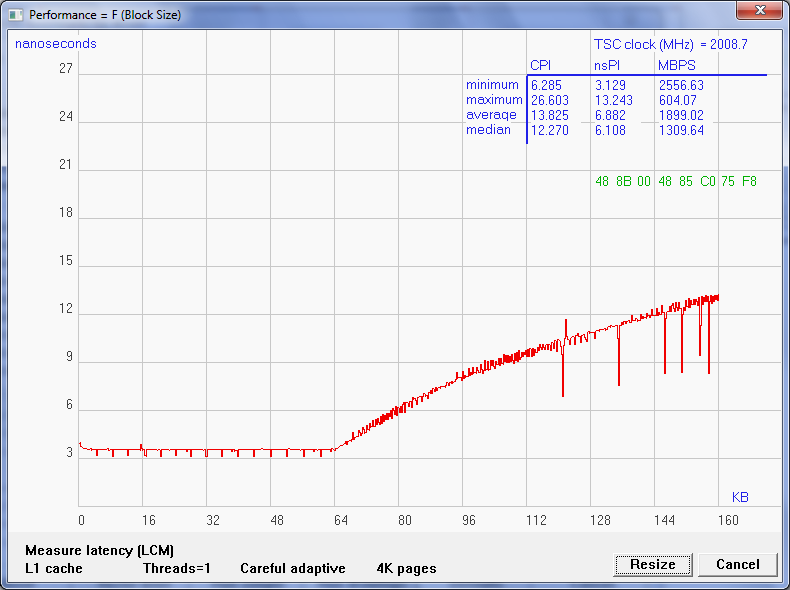 Performance = F (Block Size)
nanoseconds
TSC clock (MHz) = 2008.7
CPI nsPI MBPS
minimum 6.285 3.129 2556.63
maximum 26.603 13.243 604.07
average 13.825 6.882 1899.02
median 12.270 6.108 1309.64
48 8B 00 48 85 C0 75 F8
27
24
21
18
15
12
9
6
3
KB
0 16 32 48 64 80 96 112 128 144 160
Measure latency (LCM)
L1 cache Threads=1 Careful adaptive 4K pages
Resize Cancel